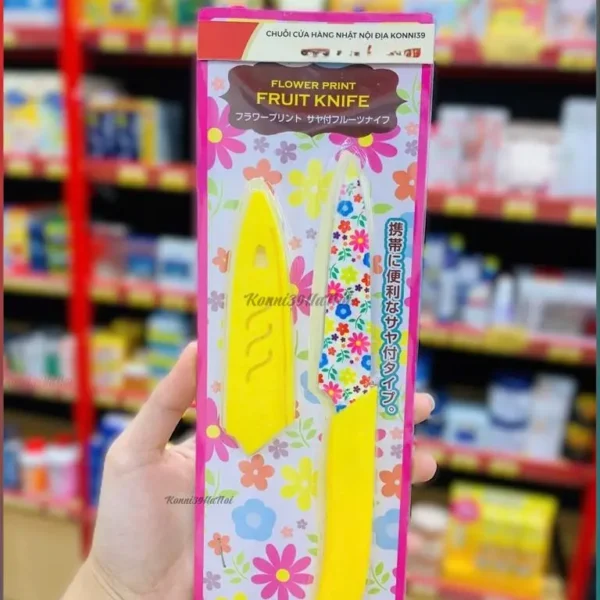 CHUỖI CỬA HÀNG NHẬT NỘI ĐỊA KONNI39
FLOWER PRINT
FRUIT KNIFE
フラワープリント サヤ付フルーツナイフ
携帯に便利なサヤ付タイプ。
Konni39HaNoi
Konni39HaNoi